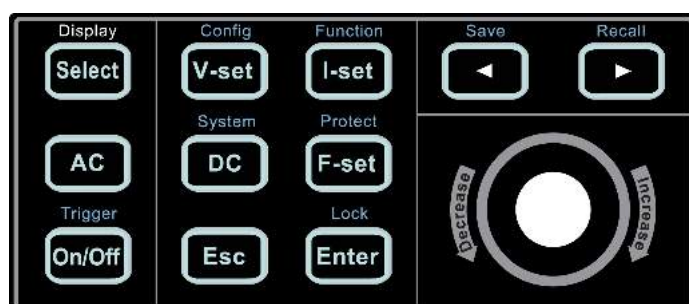 Display
Config
Function
Save
Recall
Select
V-set
I-set
◄
►
System
Protect
AC
DC
F-set
Decrease
Increase
Trigger
Lock
On/Off
Esc
Enter